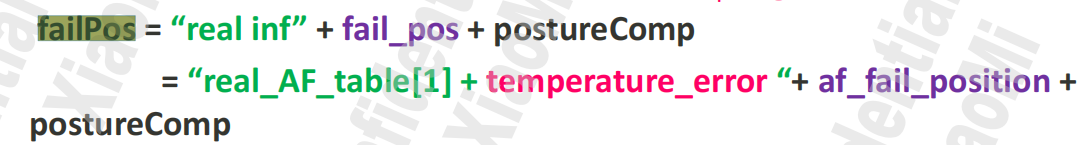 failPos = “real inf” + fail_pos + postureComp
= “real_AF_table[1] + temperature_error “+ af_fail_position +
postureComp